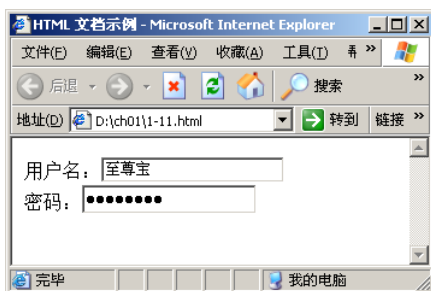 HTML 文档示例 - Microsoft Internet Explorer
文件(F) 编辑(E) 查看(V) 收藏(A) 工具(T) »
后退 搜索 »
地址(D) D:\ch01\1-11.html 转到 链接 »
用户名：至尊宝
密码：●●●●●●●●
完毕 我的电脑